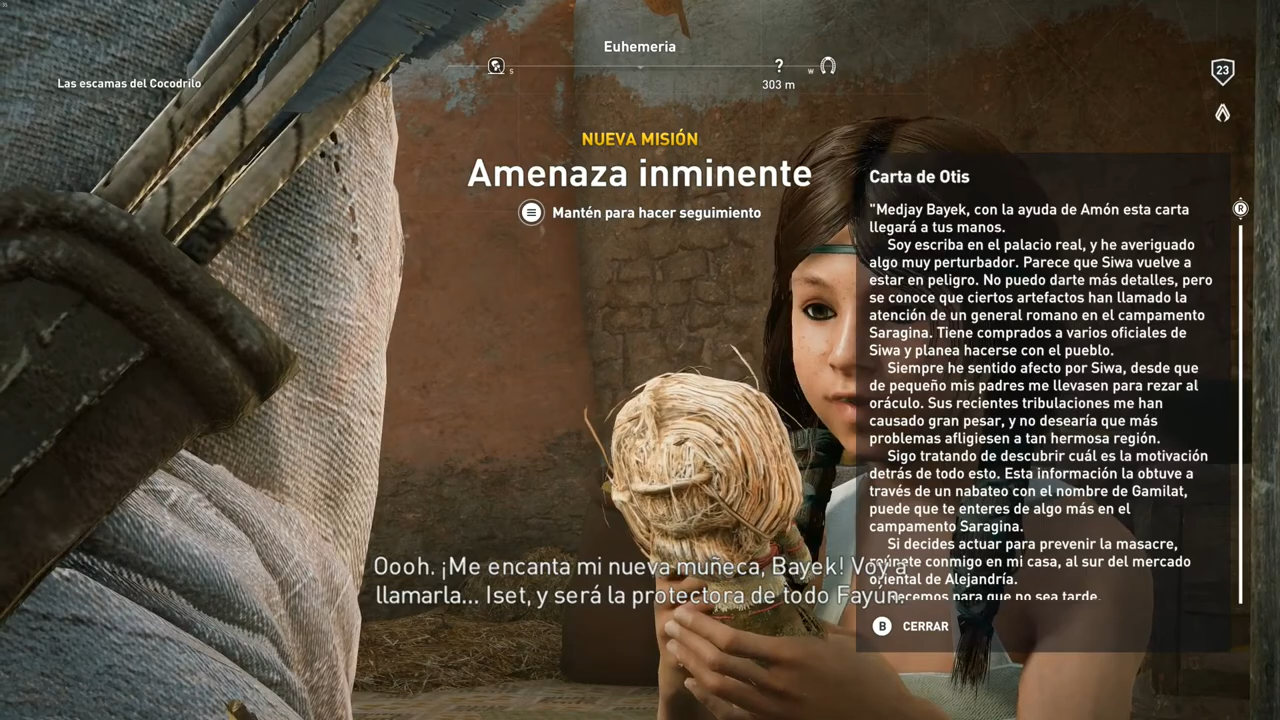 Euhemeria
S
W
303 m
Las escamas del Cocodrilo
23
NUEVA MISIÓN
Amenaza inminente
Mantén para hacer seguimiento
Carta de Otis
R
"Medjay Bayek, con la ayuda de Amón esta carta
llegará a tus manos.
Soy escriba en el palacio real, y he averiguado
algo muy perturbador. Parece que Siwa vuelve a
estar en peligro. No puedo darte más detalles, pero
se conoce que ciertos artefactos han llamado la
atención de un general romano en el campamento
Saragina. Tiene comprados a varios oficiales de
Siwa y planea hacerse con el pueblo.
Siempre he sentido afecto por Siwa, desde que
de pequeño mis padres me llevasen para rezar al
oráculo. Sus recientes tribulaciones me han
causado gran pesar, y no desearía que más
problemas afligiesen a tan hermosa región.
Sigo tratando de descubrir cuál es la motivación
detrás de todo esto. Esta información la obtuve a
través de un nabateo con el nombre de Gamilat,
puede que te enteres de algo más en el
campamento Saragina.
Si decides actuar para prevenir la masacre,
reúnete conmigo en mi casa, al sur del mercado
oriental de Alejandría.
para que no sea tarde.
B CERRAR
Oooh. ¡Me encanta mi nueva muñeca, Bayek! Voy a
llamarla... Iset, y será la protectora de todo Fayún.